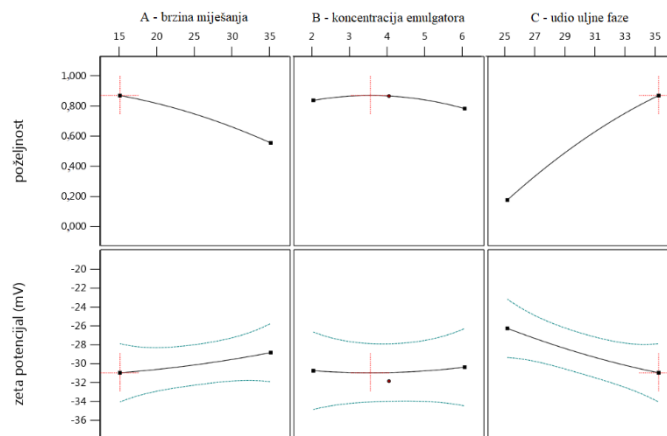 A - brzina miješanja
B - koncentracija emulgatora
C - udio uljne faze
15 20 25 30 35
2 3 4 5 6
25 27 29 31 33 35
poželjnost
1,000
0,800
0,600
0,400
0,200
0,000
zeta potencijal (mV)
-20
-22
-24
-26
-28
-30
-32
-34
-36